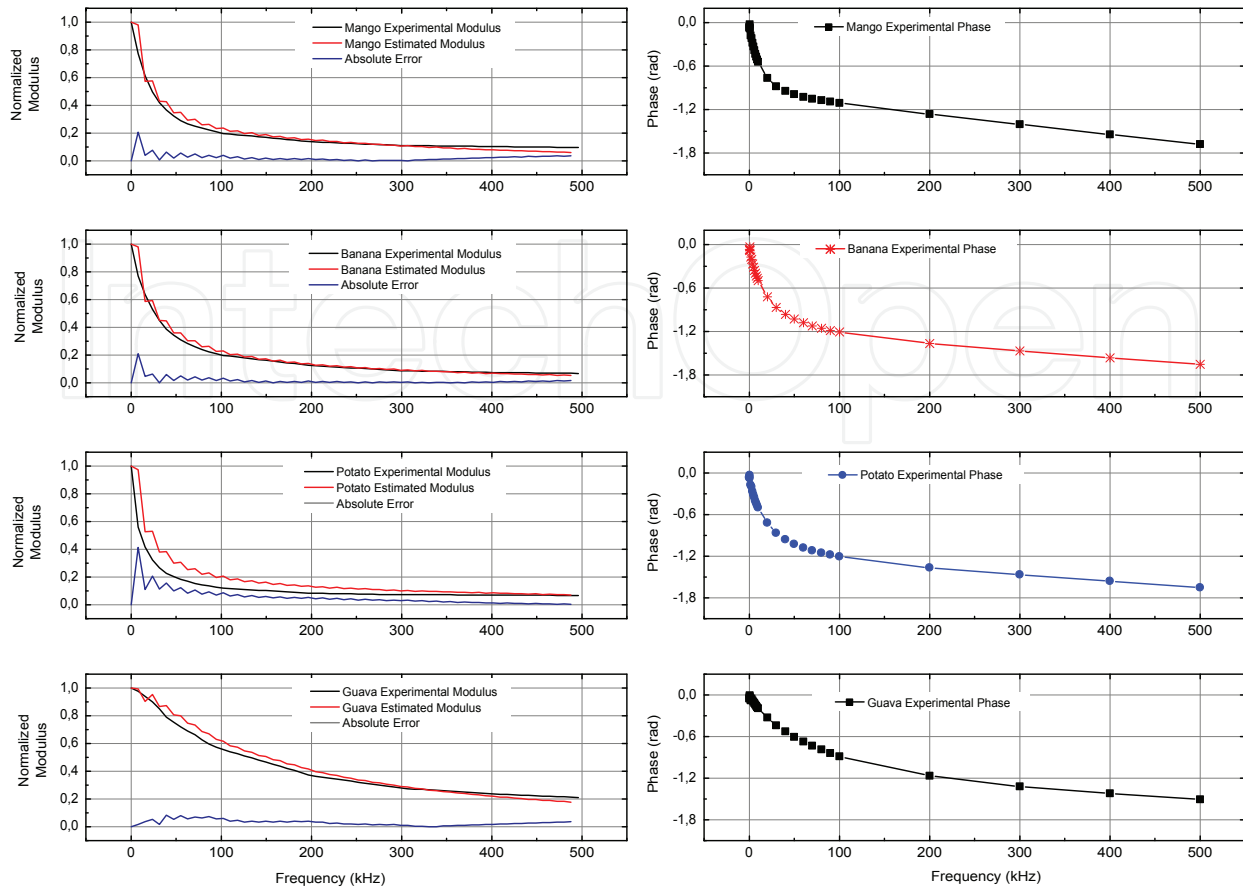 Normalized
Modulus
1,0
0,8
0,6
0,4
0,2
0,0
Mango Experimental Modulus
Mango Estimated Modulus
Absolute Error
0 100 200 300 400 500
Phase (rad)
0,0
-0,6
-1,2
-1,8
Mango Experimental Phase
0 100 200 300 400 500
Normalized
Modulus
1,0
0,8
0,6
0,4
0,2
0,0
Banana Experimental Modulus
Banana Estimated Modulus
Absolute Error
0 100 200 300 400 500
Phase (rad)
0,0
-0,6
-1,2
-1,8
Banana Experimental Phase
0 100 200 300 400 500
IntechOpen
Normalized
Modulus
1,0
0,8
0,6
0,4
0,2
0,0
Potato Experimental Modulus
Potato Estimated Modulus
Absolute Error
0 100 200 300 400 500
Phase (rad)
0,0
-0,6
-1,2
-1,8
Potato Experimental Phase
0 100 200 300 400 500
Normalized
Modulus
1,0
0,8
0,6
0,4
0,2
0,0
Guava Experimental Modulus
Guava Estimated Modulus
Absolute Error
0 100 200 300 400 500
Frequency (kHz)
Phase (rad)
0,0
-0,6
-1,2
-1,8
Guava Experimental Phase
0 100 200 300 400 500
Frequency (kHz)